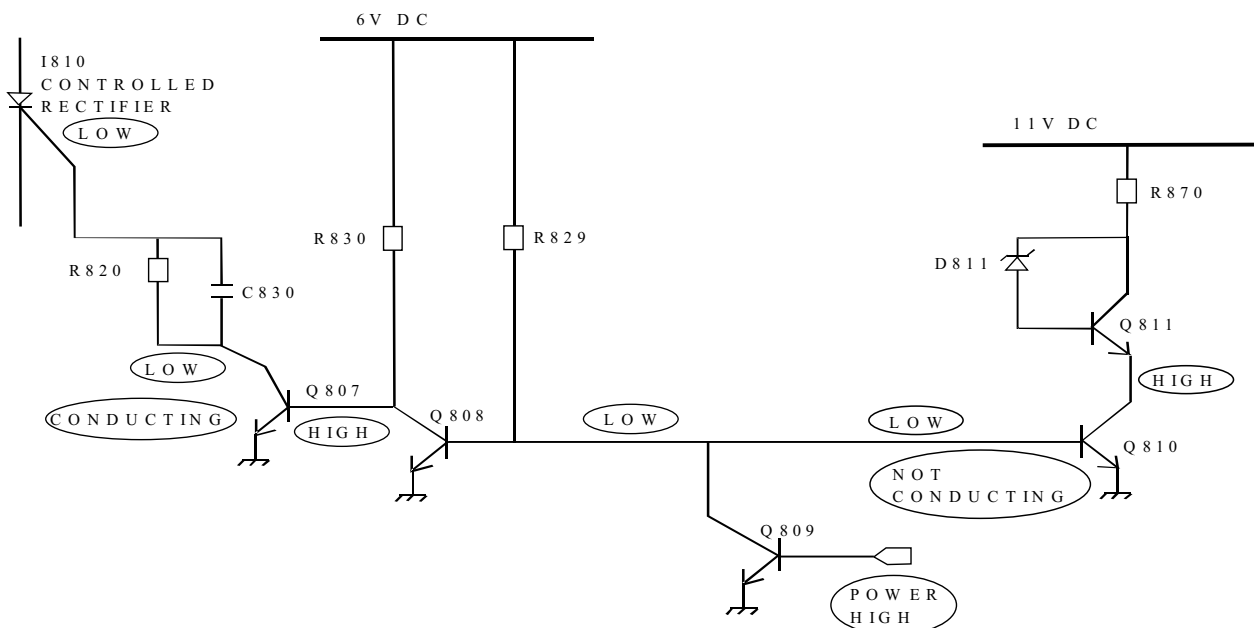 6V DC
I810
CONTROLLED
RECTIFIER
LOW
11V DC
R870
R830
R829
R820
D811
C830
Q811
LOW
HIGH
Q807
CONDUCTING
Q808
HIGH
LOW
LOW
Q810
NOT
CONDUCTING
Q809
POWER
HIGH